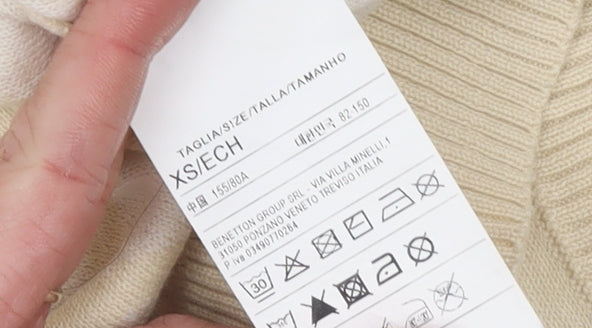 TAGLIA/SIZE/TALLA/TAMANHO
XS/ECH
中国 155/80A 대한민국 82-150
BENETTON GROUP SRL - VIA VILLA MINELLI,1
31050 PONZANO VENETO TREVISO ITALIA
P iva 03490770264
30